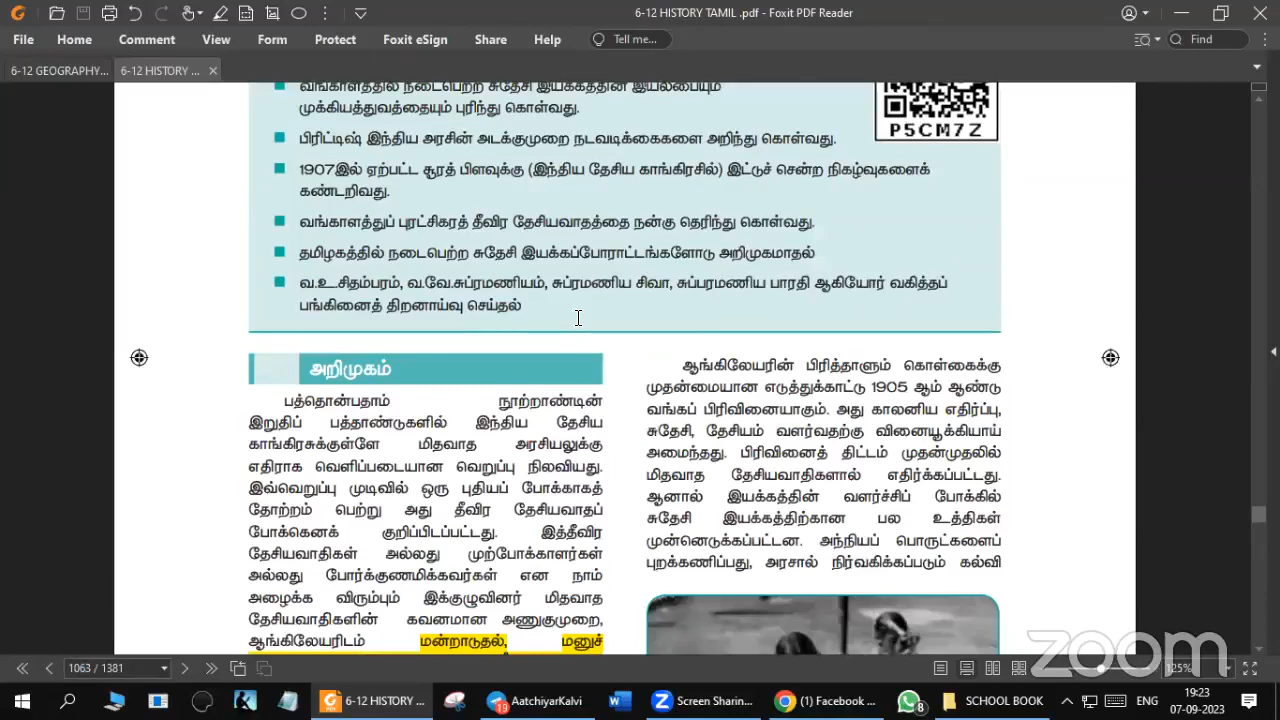 6-12 HISTORY TAMIL .pdf - Foxit PDF Reader
File Home Comment View Form Protect Foxit eSign Share Help Tell me... Find
6-12 GEOGRAPHY... 6-12 HISTORY ...
வங்காளத்தில் நடைபெற்ற சுதேசி இயக்கத்தின் இயல்பையும்
முக்கியத்துவத்தையும் புரிந்து கொள்வது.
P5CM7Z
பிரிட்டிஷ் இந்திய அரசின் அடக்குமுறை நடவடிக்கைகளை அறிந்து கொள்வது.
1907இல் ஏற்பட்ட சூரத் பிளவுக்கு (இந்திய தேசிய காங்கிரசில்) இட்டுச் சென்ற நிகழ்வுகளைக்
கண்டறிவது.
வங்காளத்துப் புரட்சிகரத் தீவிர தேசியவாதத்தை நன்கு தெரிந்து கொள்வது.
தமிழகத்தில் நடைபெற்ற சுதேசி இயக்கப்போராட்டங்களோடு அறிமுகமாதல்
வ.உ.சிதம்பரம், வ.வே.சுப்ரமணியம், சுப்ரமணிய சிவா, சுப்பரமணிய பாரதி ஆகியோர் வகித்தப்
பங்கினைத் திறனாய்வு செய்தல்
அறிமுகம்
பத்தொன்பதாம் நூற்றாண்டின்
இறுதிப் பத்தாண்டுகளில் இந்திய தேசிய
காங்கிரசுக்குள்ளே மிதவாத அரசியலுக்கு
எதிராக வெளிப்படையான வெறுப்பு நிலவியது.
இவ்வெறுப்பு முடிவில் ஒரு புதியப் போக்காகத்
தோற்றம் பெற்று அது தீவிர தேசியவாதப்
போக்கெனக் குறிப்பிடப்பட்டது. இத்தீவிர
தேசியவாதிகள் அல்லது முற்போக்காளர்கள்
அல்லது போர்க்குணமிக்கவர்கள் என நாம்
அழைக்க விரும்பும் இக்குழுவினர் மிதவாத
தேசியவாதிகளின் கவனமான அணுகுமுறை,
ஆங்கிலேயரிடம் மன்றாடுதல், மனுச்
ஆங்கிலேயரின் பிரித்தாளும் கொள்கைக்கு
முதன்மையான எடுத்துக்காட்டு 1905 ஆம் ஆண்டு
வங்கப் பிரிவினையாகும். அது காலனிய எதிர்ப்பு,
சுதேசி, தேசியம் வளர்வதற்கு வினையூக்கியாய்
அமைந்தது. பிரிவினைத் திட்டம் முதன்முதலில்
மிதவாத தேசியவாதிகளால் எதிர்க்கப்பட்டது.
ஆனால் இயக்கத்தின் வளர்ச்சிப் போக்கில்
சுதேசி இயக்கத்திற்கான பல உத்திகள்
முன்னெடுக்கப்பட்டன. அந்நியப் பொருட்களைப்
புறக்கணிப்பது, அரசால் நிர்வகிக்கப்படும் கல்வி
zoom
1063 / 1381 125%
6-12 HISTORY ... 19 AatchiyarKalvi Screen Sharin... (1) Facebook ... 8 SCHOOL BOOK ENG 19:23
07-09-2023